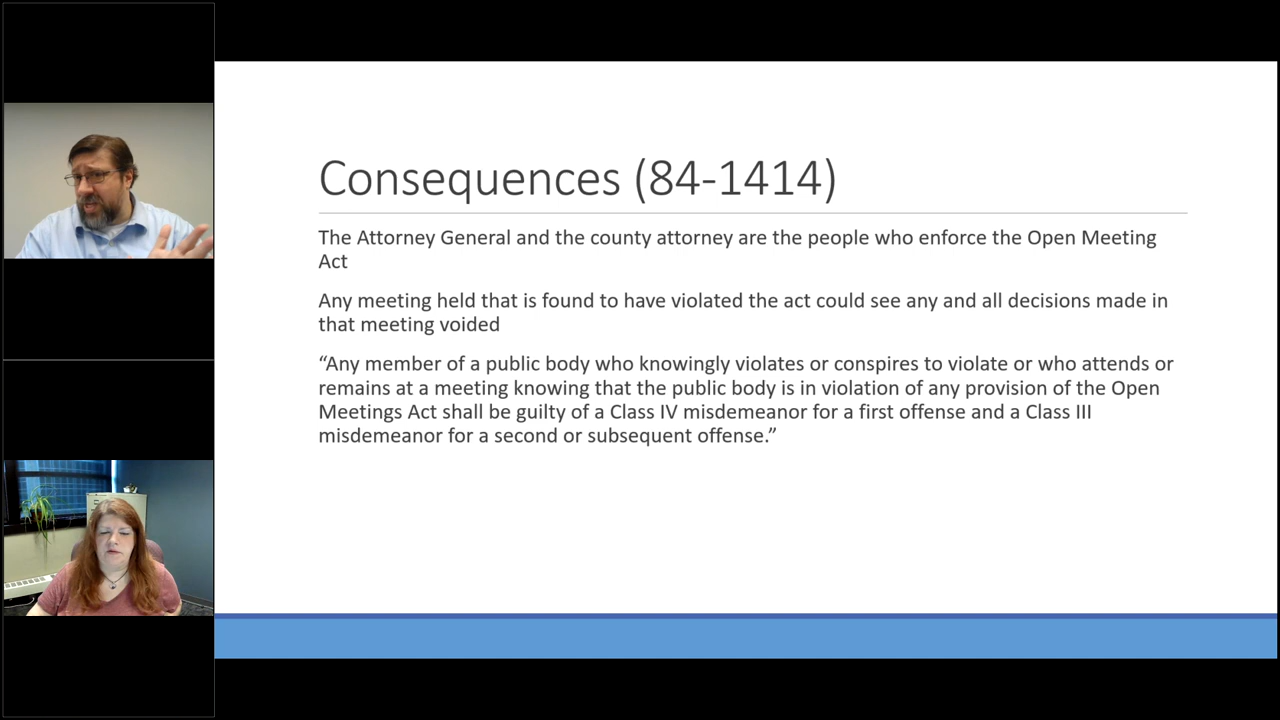 Consequences (84-1414)
The Attorney General and the county attorney are the people who enforce the Open Meeting
Act
Any meeting held that is found to have violated the act could see any and all decisions made in
that meeting voided
“Any member of a public body who knowingly violates or conspires to violate or who attends or
remains at a meeting knowing that the public body is in violation of any provision of the Open
Meetings Act shall be guilty of a Class IV misdemeanor for a first offense and a Class III
misdemeanor for a second or subsequent offense.”